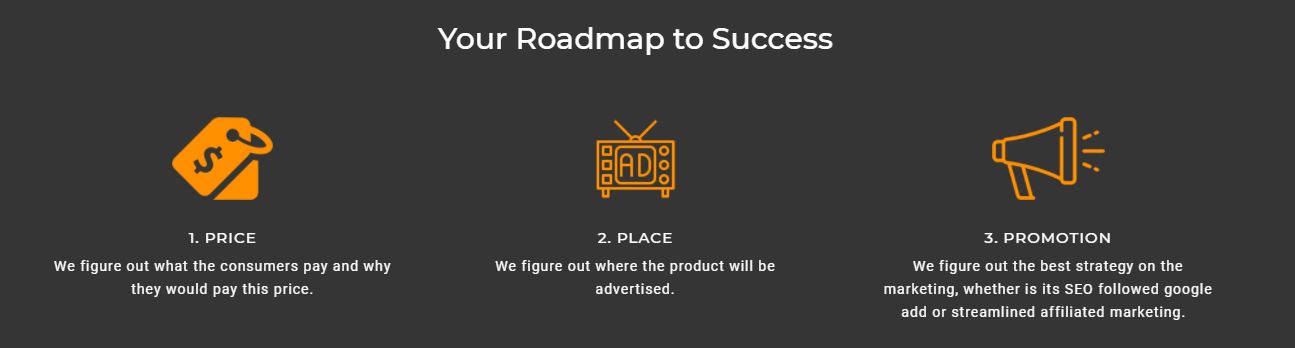 Your Roadmap to Success
$
AD
1. PRICE
We figure out what the consumers pay and why
they would pay this price.
2. PLACE
We figure out where the product will be
advertised.
3. PROMOTION
We figure out the best strategy on the
marketing, whether is its SEO followed google
add or streamlined affiliated marketing.